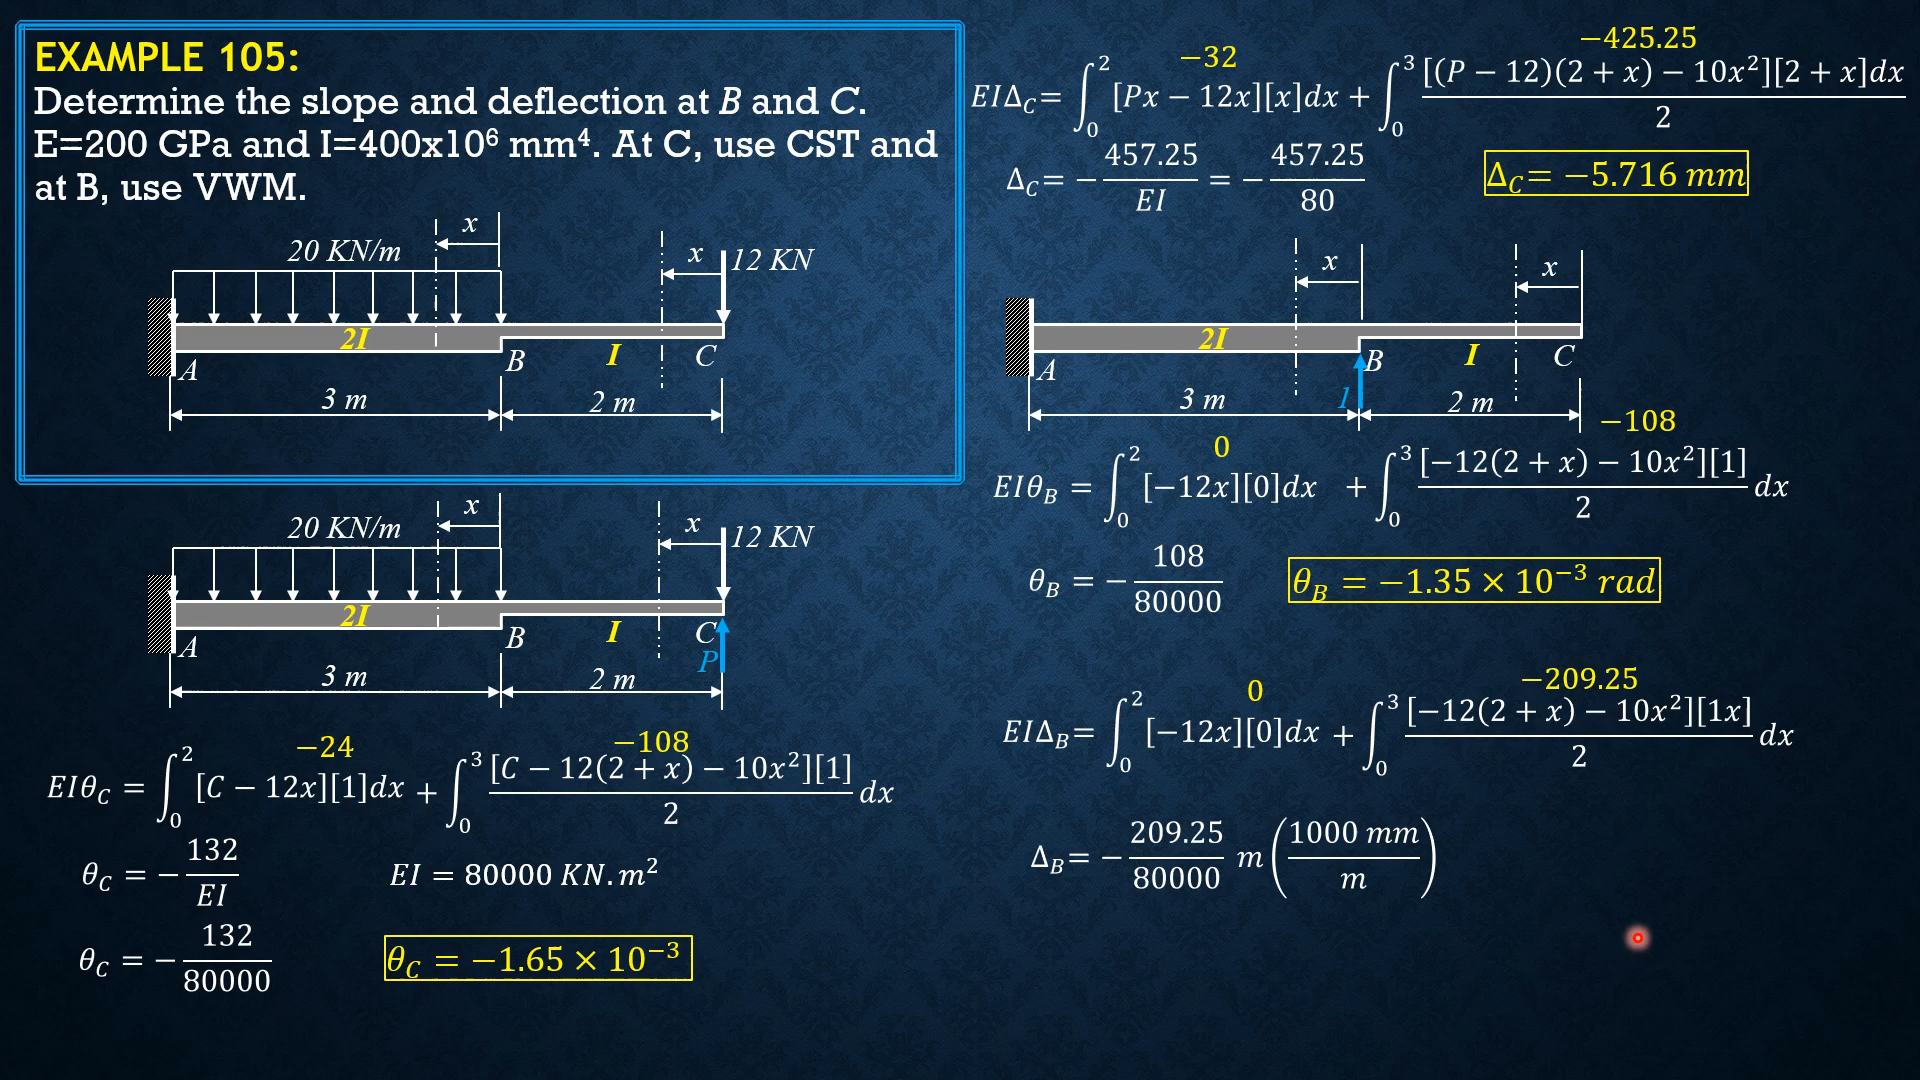 EXAMPLE 105:
Determine the slope and deflection at B and C.
E=200 GPa and I=400x10⁶ mm⁴. At C, use CST and
at B, use VWM.
x
20 KN/m
x
12 KN
2I
A
B
I
C
3 m
2 m
x
20 KN/m
x
12 KN
2I
A
B
I
C
P
3 m
2 m
−24
−108
EIθ_C = ∫₀² [C − 12x][1]dx + ∫₀³ [C − 12(2 + x) − 10x²][1] / 2 dx
θ_C = − 132 / EI
EI = 80000 KN.m²
θ_C = − 132 / 80000
θ_C = −1.65 × 10⁻³
−32
−425.25
EIΔ_C= ∫₀² [Px − 12x][x]dx + ∫₀³ [(P − 12)(2 + x) − 10x²][2 + x]dx / 2
Δ_C= − 457.25 / EI = − 457.25 / 80
Δ_C= −5.716 mm
x
x
2I
A
B
I
C
1
3 m
2 m
0
−108
EIθ_B = ∫₀² [−12x][0]dx + ∫₀³ [−12(2 + x) − 10x²][1] / 2 dx
θ_B = − 108 / 80000
θ_B = −1.35 × 10⁻³ rad
0
−209.25
EIΔ_B= ∫₀² [−12x][0]dx + ∫₀³ [−12(2 + x) − 10x²][1x] / 2 dx
Δ_B= − 209.25 / 80000 m (1000 mm / m)